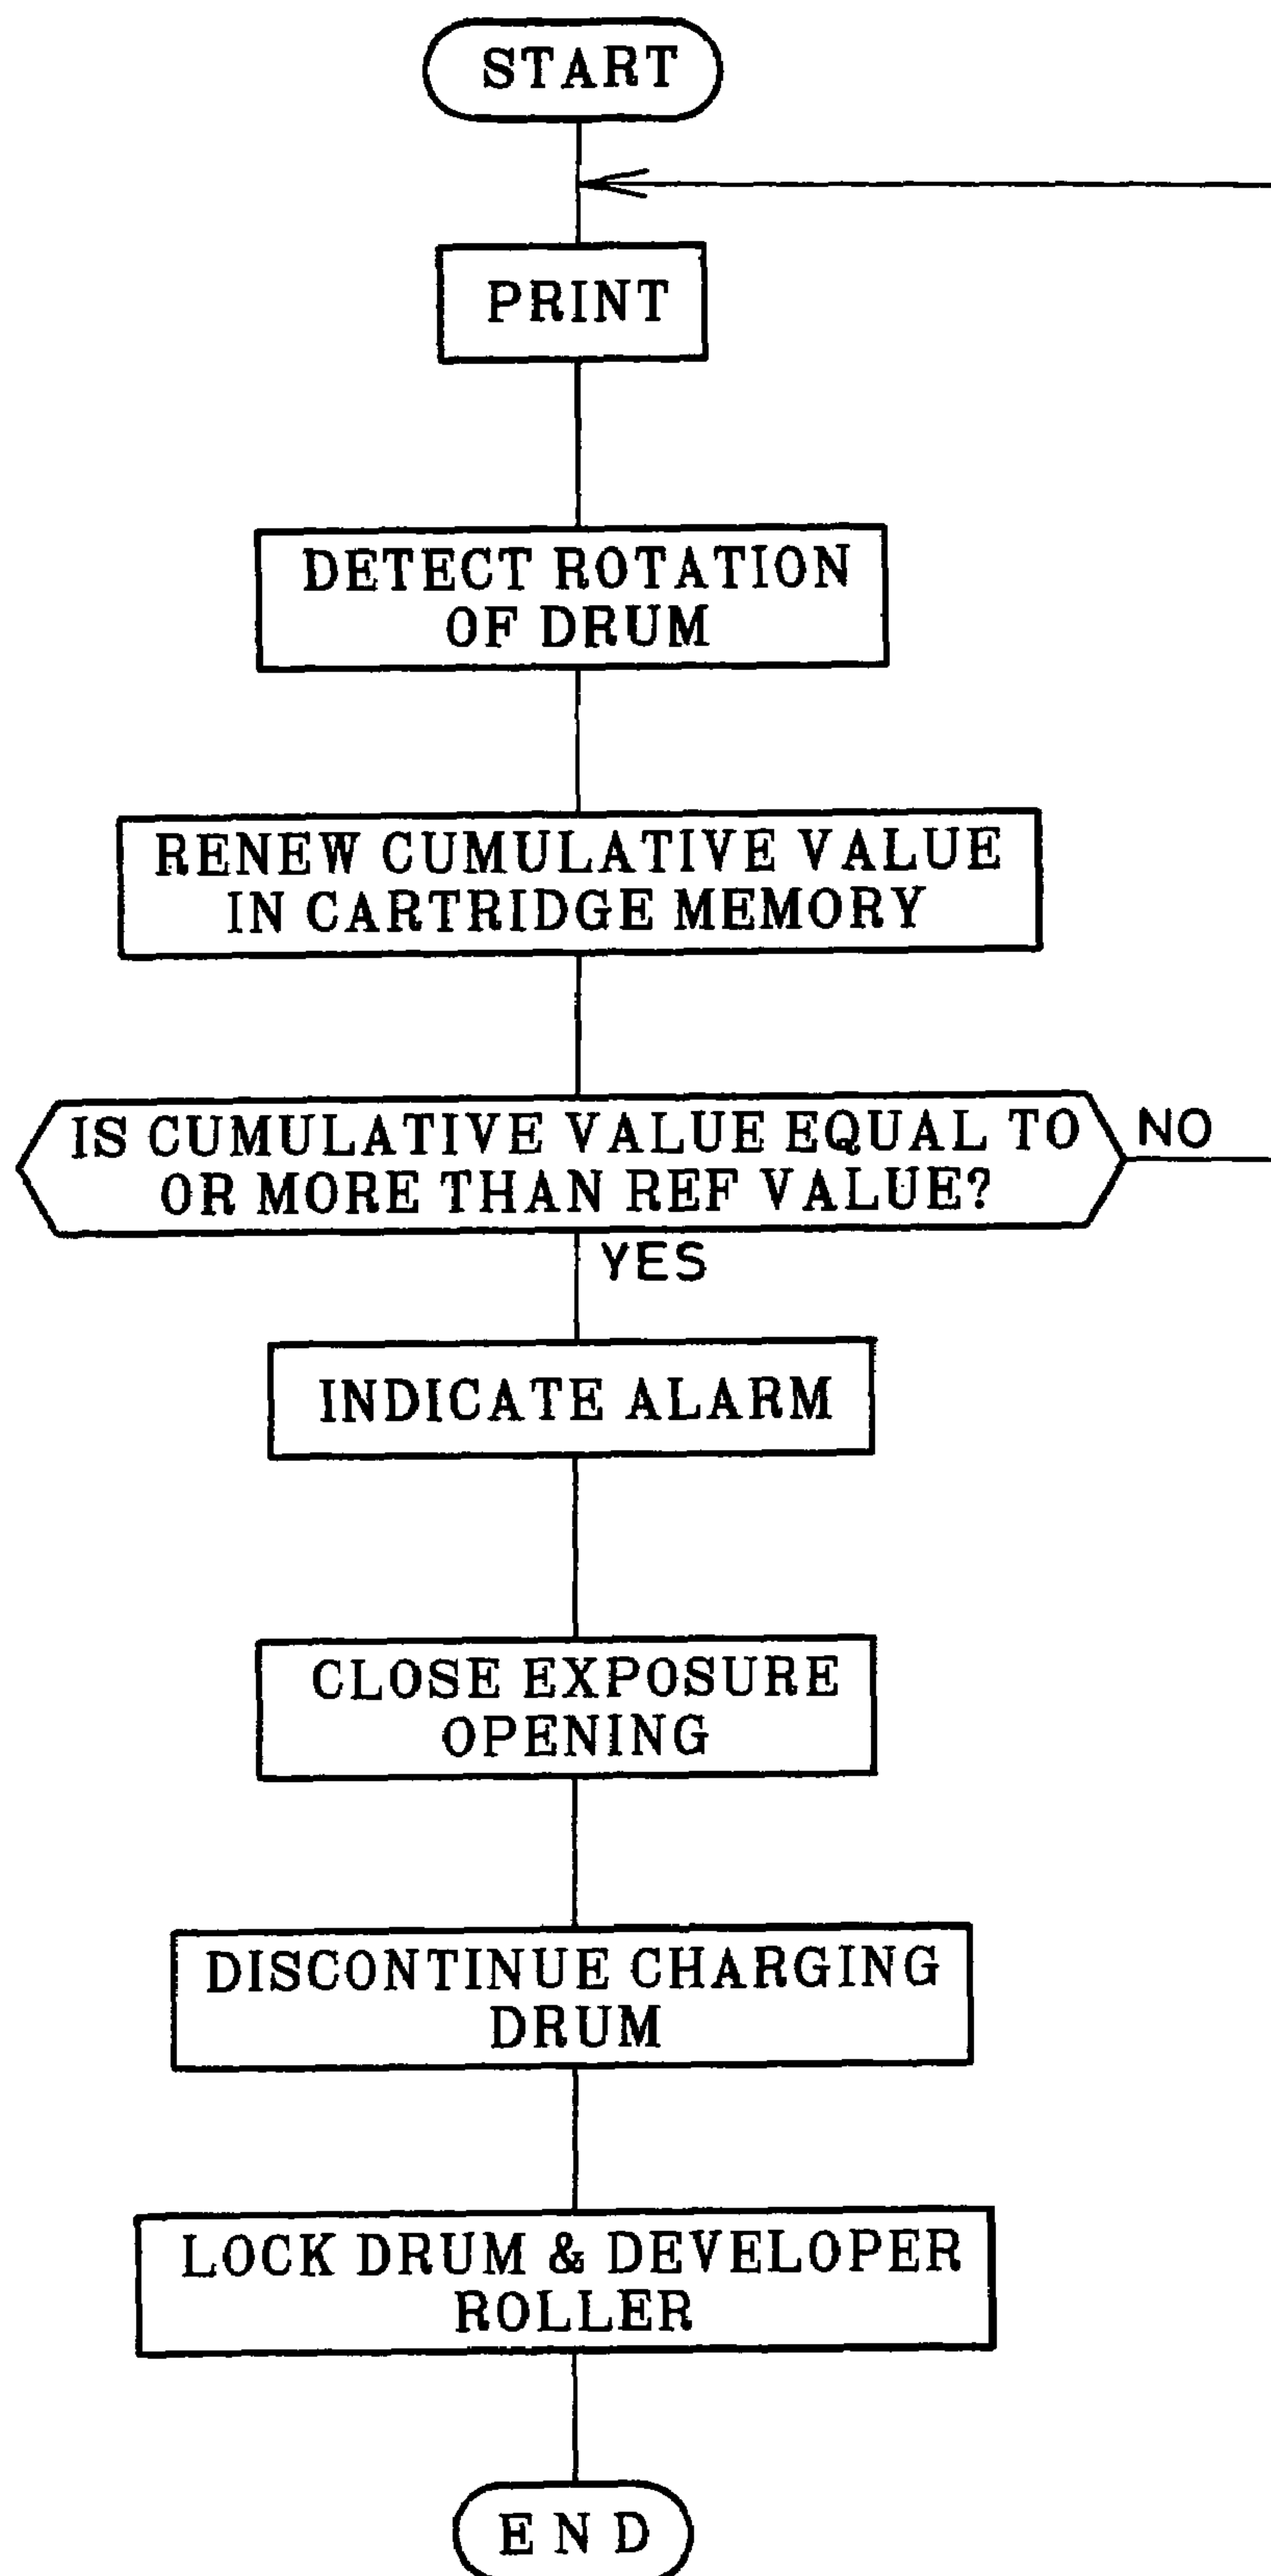 START
PRINT
DETECT ROTATION
OF DRUM
RENEW CUMULATIVE VALUE
IN CARTRIDGE MEMORY
IS CUMULATIVE VALUE EQUAL TO
OR MORE THAN REF VALUE?
NO
YES
INDICATE ALARM
CLOSE EXPOSURE
OPENING
DISCONTINUE CHARGING
DRUM
LOCK DRUM & DEVELOPER
ROLLER
END